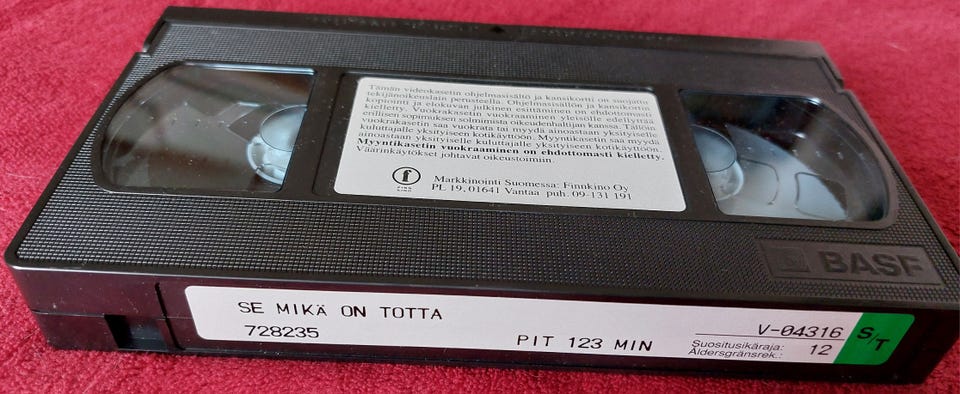 Tämän videokasetin ohjelmasisältö ja kansikortti on suojattu
tekijänoikeuslain perusteella. Ohjelmasisällön ja kansikortin
kopiointi ja elokuvan julkinen esittäminen on ehdottomasti
kielletty. Vuokrakasetin vuokraaminen yleisölle edellyttää
erillisen sopimuksen solmimista oikeudenhaltijan kanssa. Tällöin
vuokrakasetin saa vuokrata tai myydä ainoastaan yksityiselle
kuluttajalle yksityiseen kotikäyttöön. Myyntikasetin saa myydä
ainoastaan yksityiselle kuluttajalle yksityiseen kotikäyttöön.
Myyntikasetin vuokraaminen on ehdottomasti kielletty.
Väärinkäytökset johtavat oikeustoimiin.
f
FINN
KINO
Markkinointi Suomessa: Finnkino Oy
PL 19, 01641 Vantaa puh. 09-131 191
BASF
SE MIKÄ ON TOTTA
728235
PIT 123 MIN
V-04316
Suositusikäraja:
Åldersgränsrek.: 12
S/T